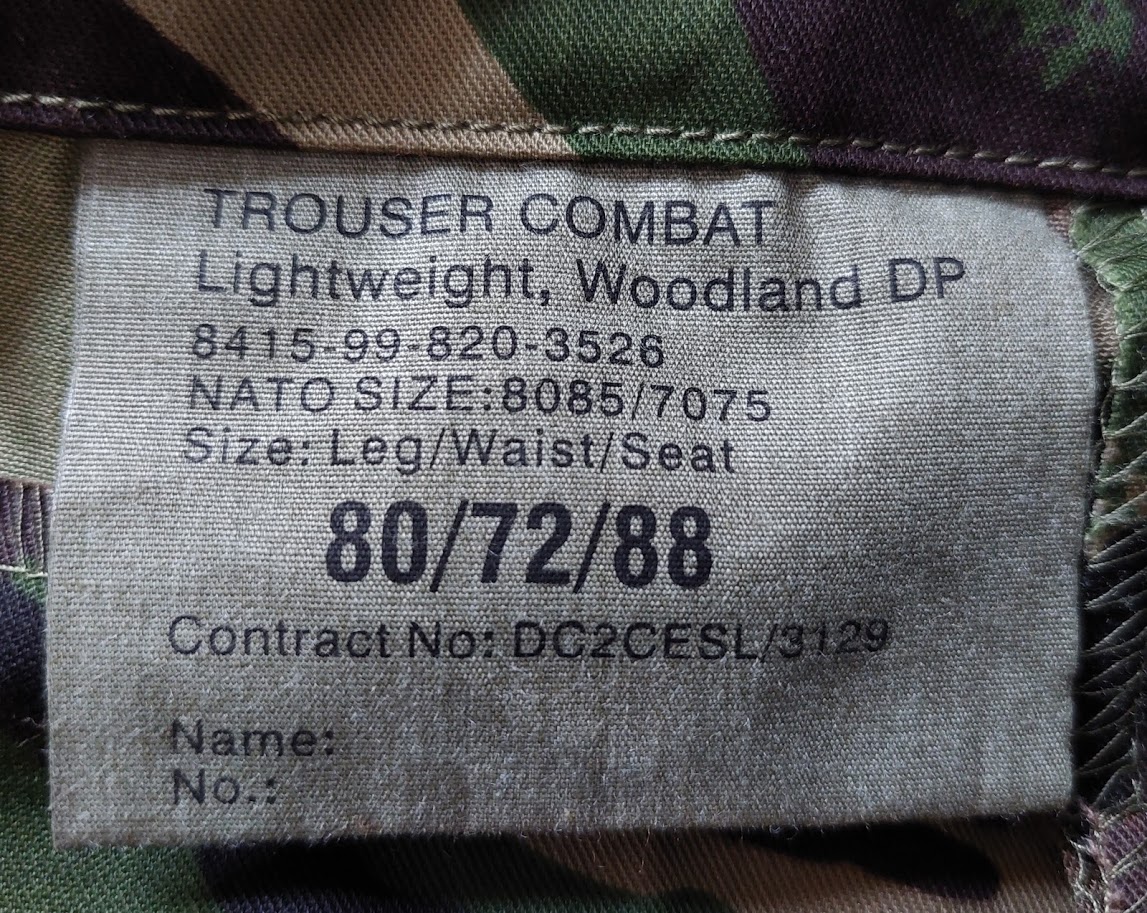 TROUSER COMBAT
Lightweight, Woodland DP
8415-99-820-3526
NATO SIZE:8085/7075
Size: Leg/Waist/Seat
80/72/88
Contract No: DC2CESL/3129
Name:
No.: